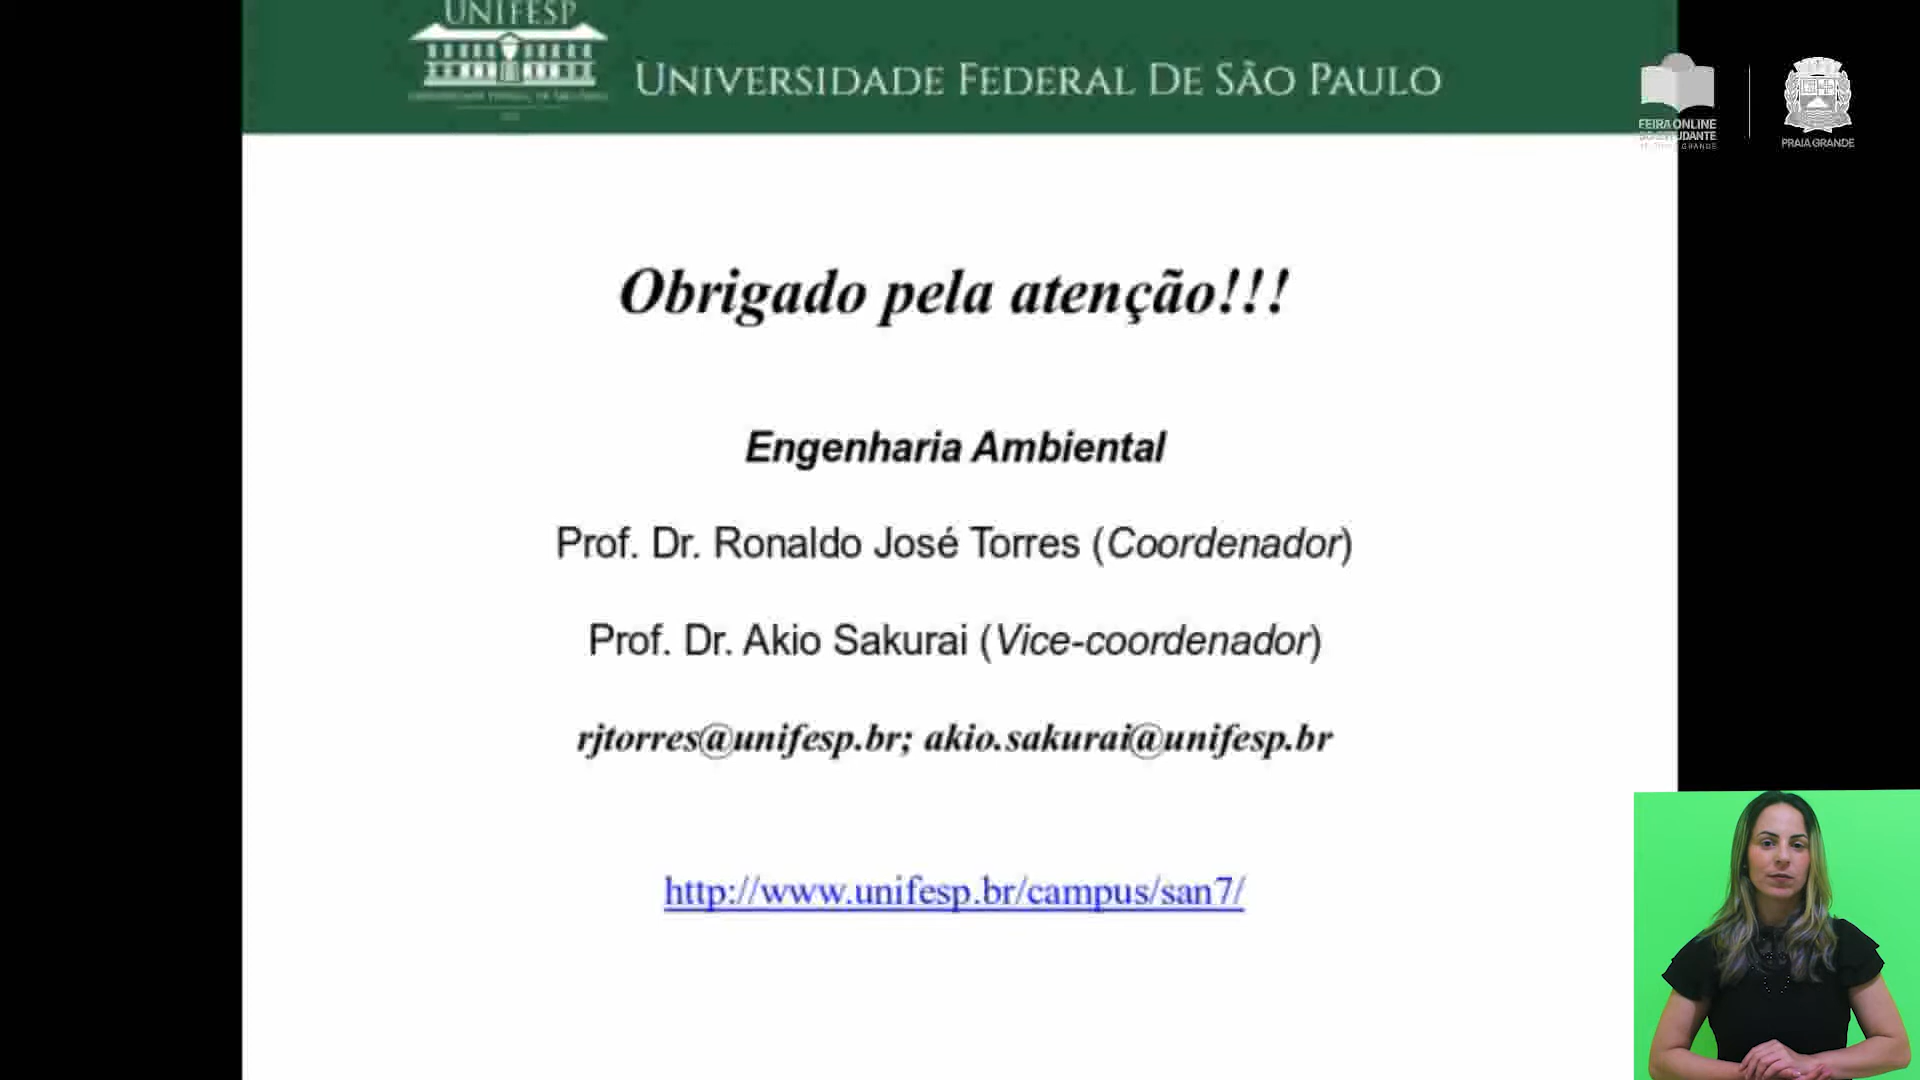 UNIFESP
UNIVERSIDADE FEDERAL DE SÃO PAULO
FEIRA ONLINE
DO ESTUDANTE
PRAIA GRANDE
Obrigado pela atenção!!!
Engenharia Ambiental
Prof. Dr. Ronaldo José Torres (Coordenador)
Prof. Dr. Akio Sakurai (Vice-coordenador)
rjtorres@unifesp.br; akio.sakurai@unifesp.br
http://www.unifesp.br/campus/san7/